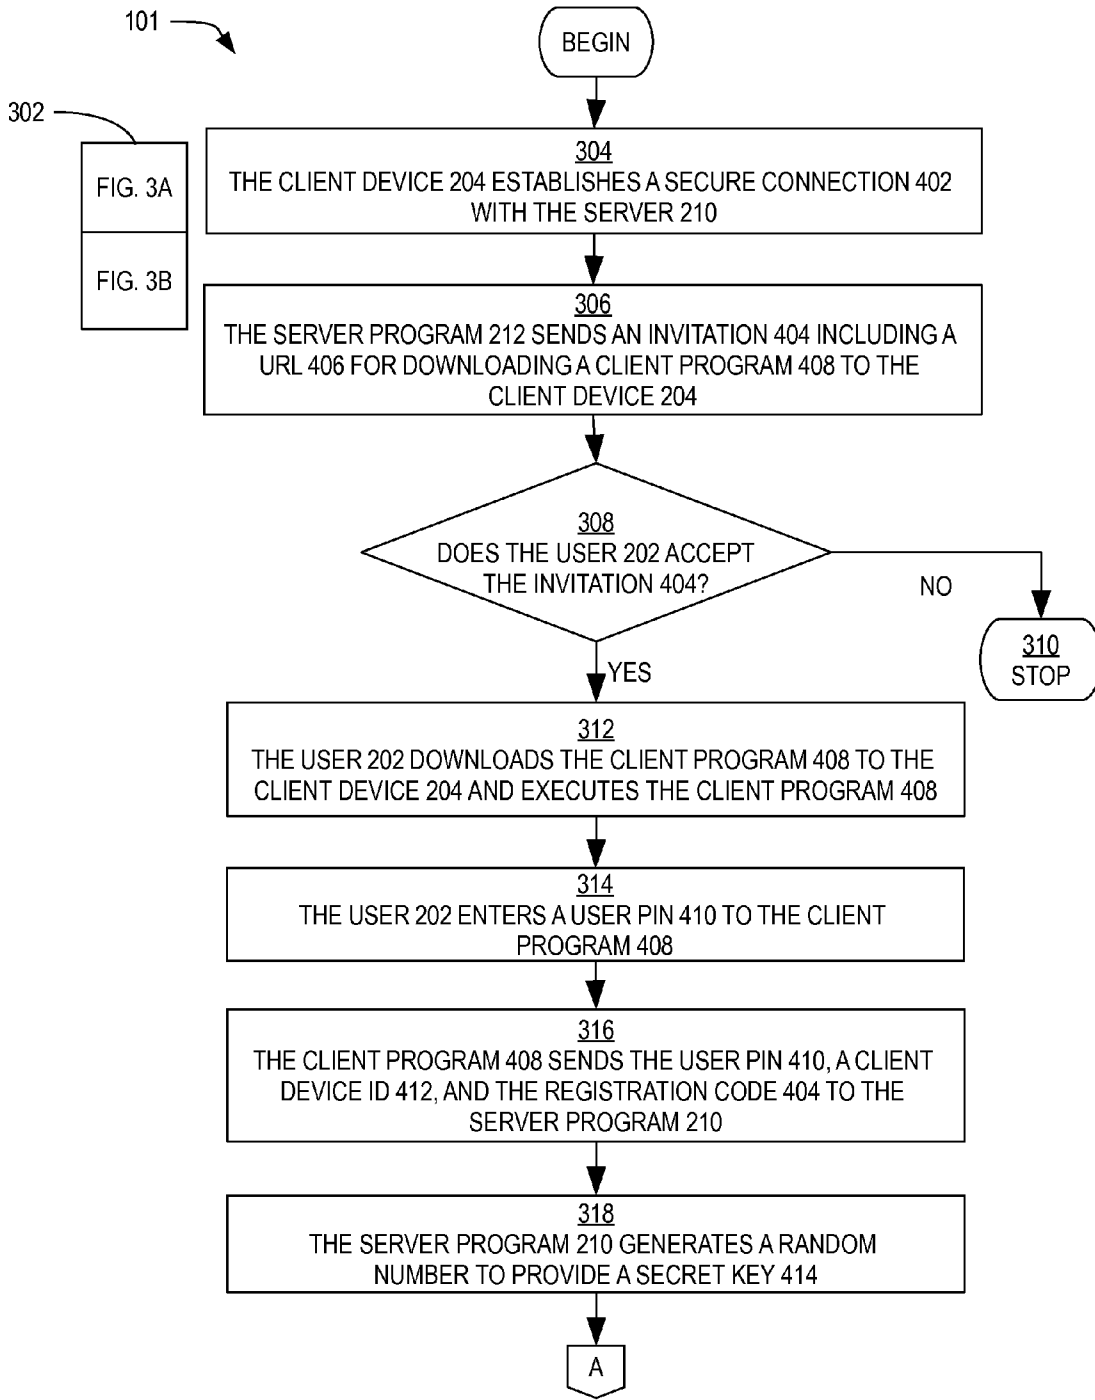 101
BEGIN
302
FIG. 3A
FIG. 3B
304
THE CLIENT DEVICE 204 ESTABLISHES A SECURE CONNECTION 402
WITH THE SERVER 210
306
THE SERVER PROGRAM 212 SENDS AN INVITATION 404 INCLUDING A
URL 406 FOR DOWNLOADING A CLIENT PROGRAM 408 TO THE
CLIENT DEVICE 204
308
DOES THE USER 202 ACCEPT
THE INVITATION 404?
NO
310
STOP
YES
312
THE USER 202 DOWNLOADS THE CLIENT PROGRAM 408 TO THE
CLIENT DEVICE 204 AND EXECUTES THE CLIENT PROGRAM 408
314
THE USER 202 ENTERS A USER PIN 410 TO THE CLIENT
PROGRAM 408
316
THE CLIENT PROGRAM 408 SENDS THE USER PIN 410, A CLIENT
DEVICE ID 412, AND THE REGISTRATION CODE 404 TO THE
SERVER PROGRAM 210
318
THE SERVER PROGRAM 210 GENERATES A RANDOM
NUMBER TO PROVIDE A SECRET KEY 414
A